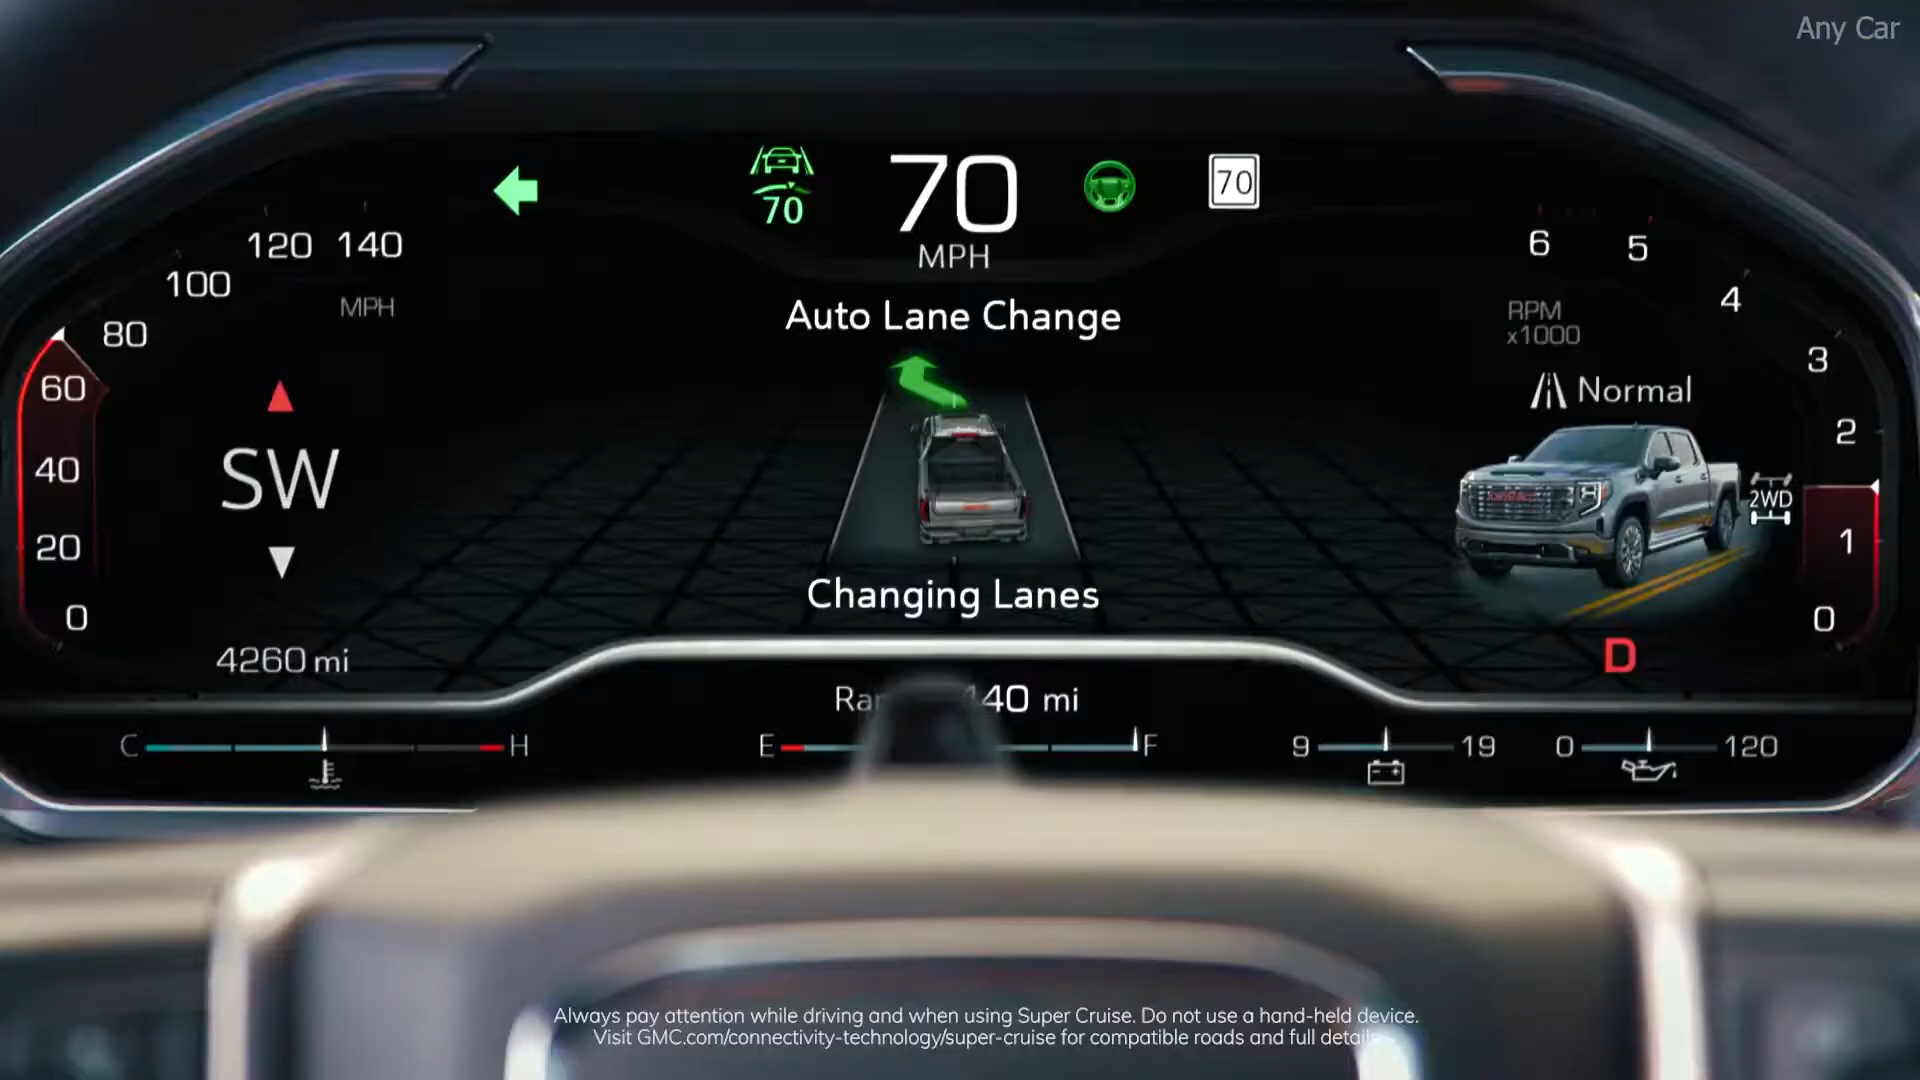 Any Car
70
MPH
70
70
120 140
100
MPH
80
60
40
20
0
SW
4260 mi
Auto Lane Change
Changing Lanes
6 5
4
3
2
1
0
RPM
x1000
Normal
2WD
D
40 mi
C H
E F
9 19
0 120
Always pay attention while driving and when using Super Cruise. Do not use a hand-held device.
Visit GMC.com/connectivity-technology/super-cruise for compatible roads and full details